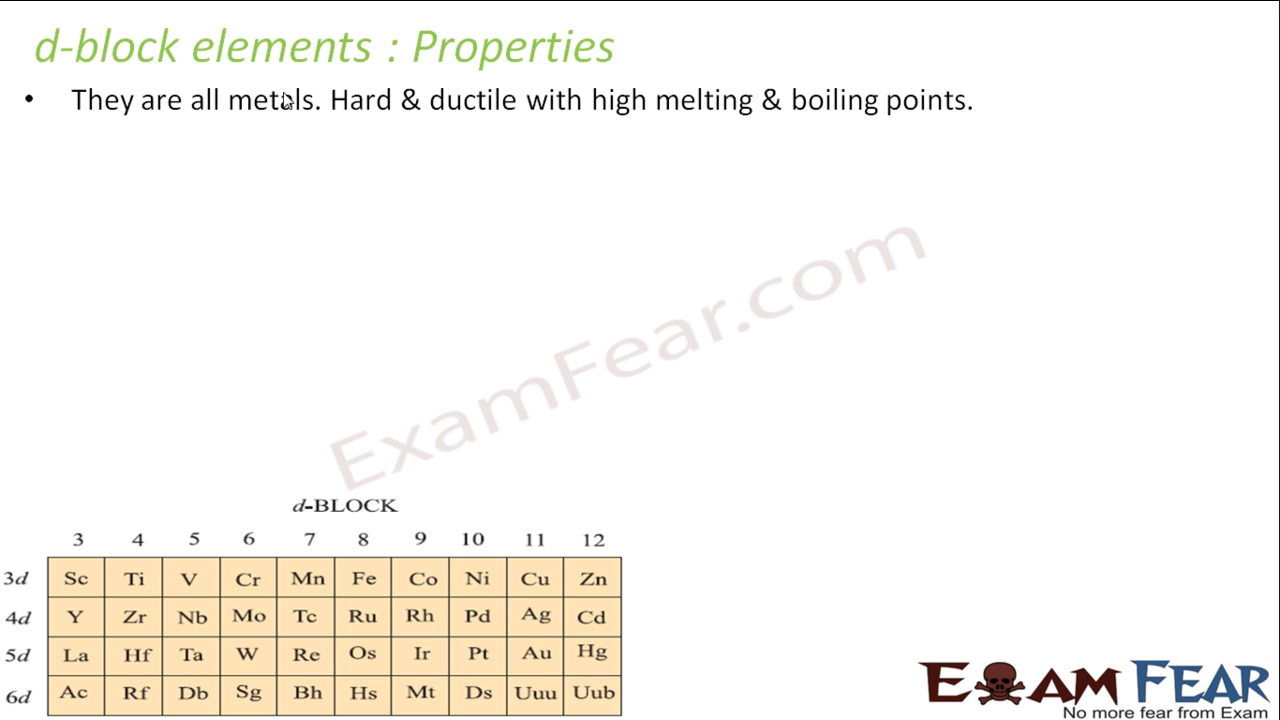 d-block elements : Properties
• They are all metals. Hard & ductile with high melting & boiling points.
ExamFear.com
d-BLOCK
3 4 5 6 7 8 9 10 11 12
3d Sc Ti V Cr Mn Fe Co Ni Cu Zn
4d Y Zr Nb Mo Tc Ru Rh Pd Ag Cd
5d La Hf Ta W Re Os Ir Pt Au Hg
6d Ac Rf Db Sg Bh Hs Mt Ds Uuu Uub
EXAM FEAR
No more fear from Exam